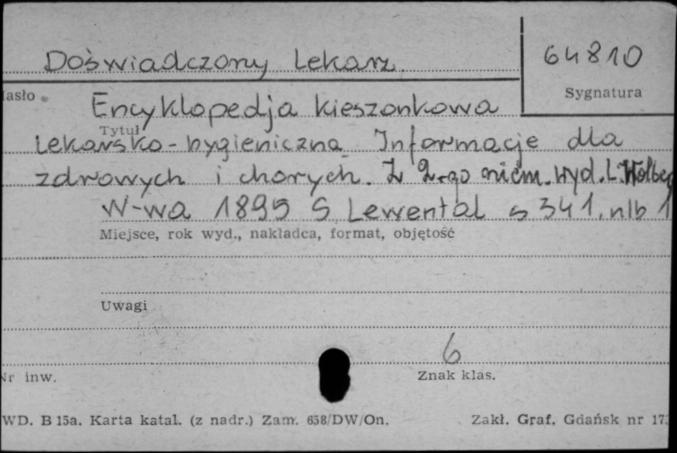 Doświadczony Lekarz.
64810
Hasło
Sygnatura
Encyklopedja kieszonkowa
Tytuł
Lekarsko-hygieniczna Informacje dla
zdrowych i chorych. Z 2-go niem. wyd. L. Wolberg
W-wa 1895 S. Lewental s 341, nlb 1
Miejsce, rok wyd., nakładca, format, objętość
Uwagi
6
Nr inw.
Znak klas.
WD. B 15a. Karta katal. (z nadr.) Zam. 658/DW/On.
Zakł. Graf. Gdańsk nr 17